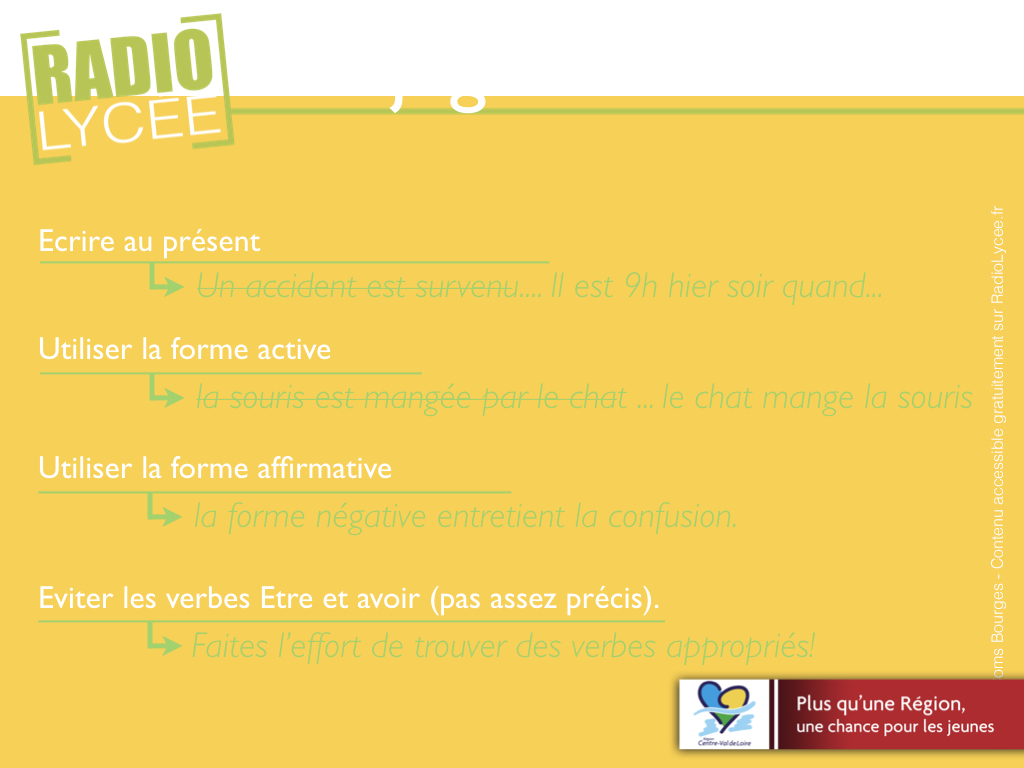 RADIO
LYCÉE
Ecrire au présent
Un accident est survenu.... Il est 9h hier soir quand...
Utiliser la forme active
la souris est mangée par le chat ... le chat mange la souris
Utiliser la forme affirmative
la forme négative entretient la confusion.
Eviter les verbes Etre et avoir (pas assez précis).
Faites l'effort de trouver des verbes appropriés!
oms Bourges - Contenu accessible gratuitement sur RadioLycee.fr
Plus qu'une Région,
une chance pour les jeunes
Région
Centre-Val de Loire